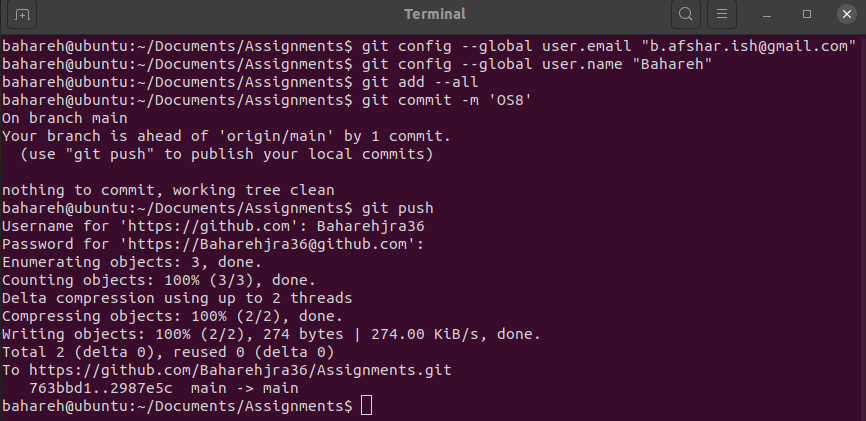 Terminal
bahareh@ubuntu:~/Documents/Assignments$ git config --global user.email "b.afshar.ish@gmail.com"
bahareh@ubuntu:~/Documents/Assignments$ git config --global user.name "Bahareh"
bahareh@ubuntu:~/Documents/Assignments$ git add --all
bahareh@ubuntu:~/Documents/Assignments$ git commit -m 'OS8'
On branch main
Your branch is ahead of 'origin/main' by 1 commit.
  (use "git push" to publish your local commits)

nothing to commit, working tree clean
bahareh@ubuntu:~/Documents/Assignments$ git push
Username for 'https://github.com': Baharehjra36
Password for 'https://Baharehjra36@github.com':
Enumerating objects: 3, done.
Counting objects: 100% (3/3), done.
Delta compression using up to 2 threads
Compressing objects: 100% (2/2), done.
Writing objects: 100% (2/2), 274 bytes | 274.00 KiB/s, done.
Total 2 (delta 0), reused 0 (delta 0)
To https://github.com/Baharehjra36/Assignments.git
   763bbd1..2987e5c  main -> main
bahareh@ubuntu:~/Documents/Assignments$